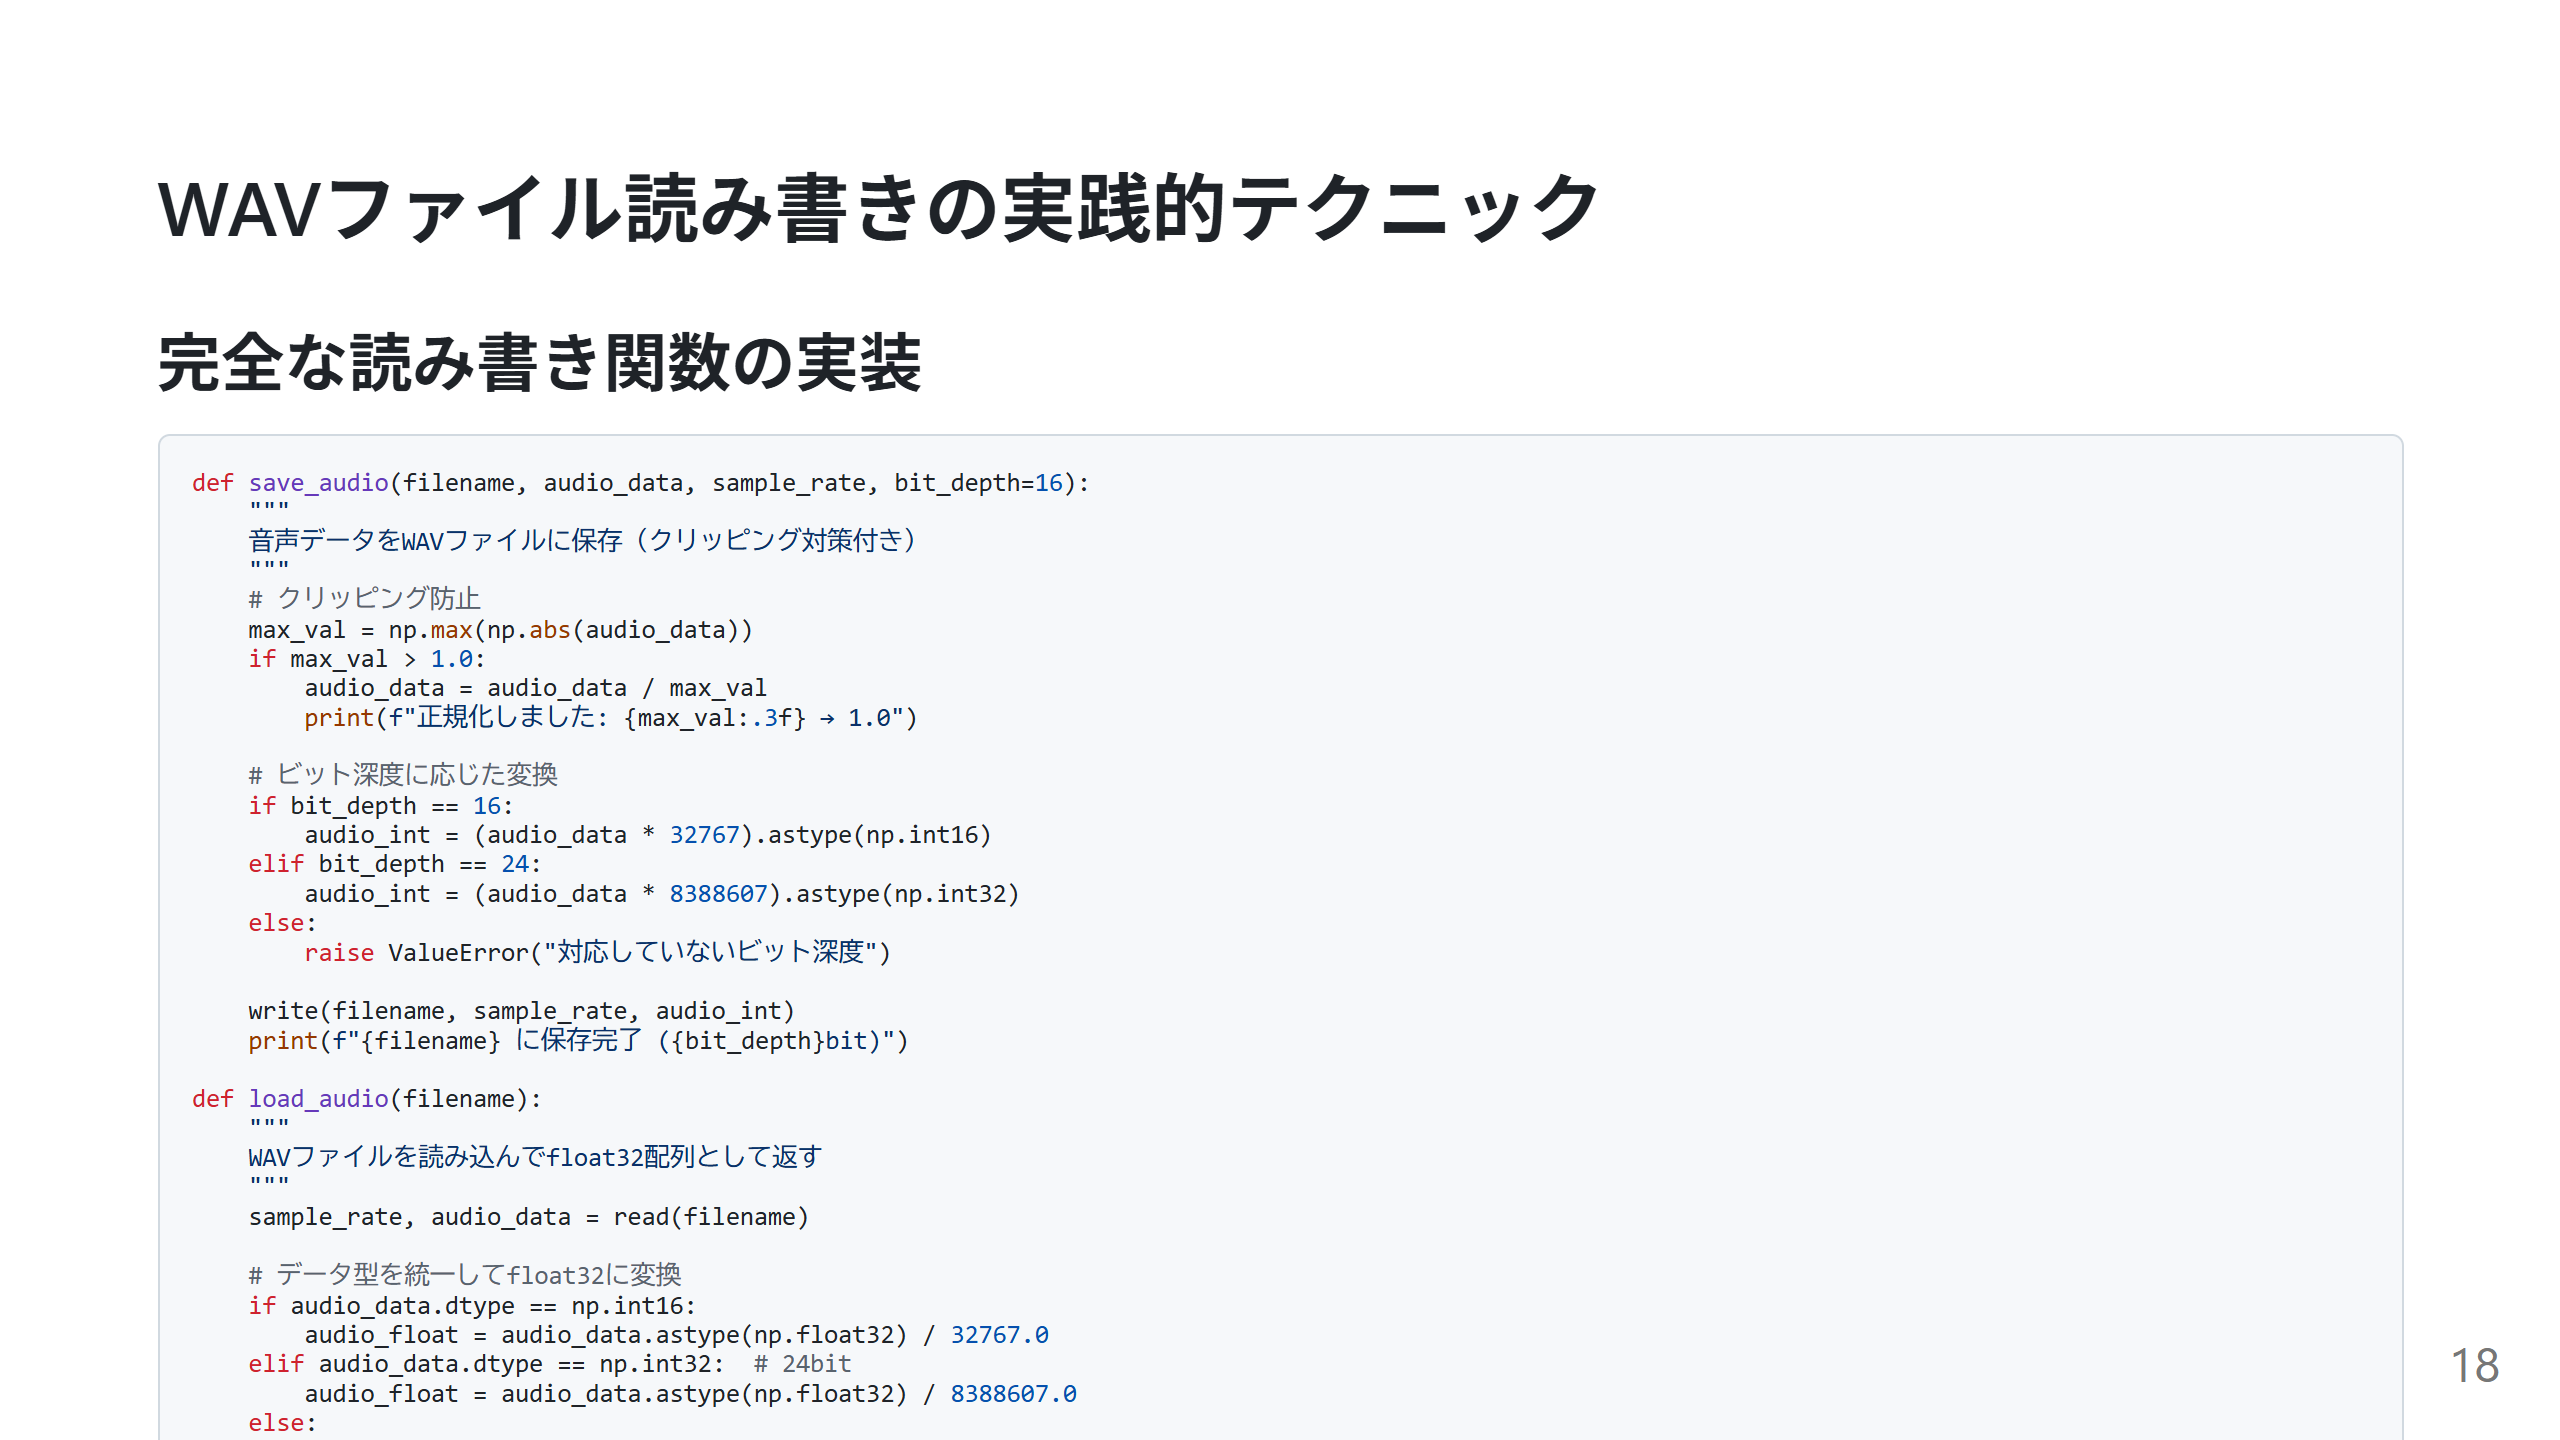 WAVファイル読み書きの実践的テクニック
完全な読み書き関数の実装
def save_audio(filename, audio_data, sample_rate, bit_depth=16):
    """
    音声データをWAVファイルに保存（クリッピング対策付き）
    """
    # クリッピング防止
    max_val = np.max(np.abs(audio_data))
    if max_val > 1.0:
        audio_data = audio_data / max_val
        print(f"正規化しました: {max_val:.3f} → 1.0")

    # ビット深度に応じた変換
    if bit_depth == 16:
        audio_int = (audio_data * 32767).astype(np.int16)
    elif bit_depth == 24:
        audio_int = (audio_data * 8388607).astype(np.int32)
    else:
        raise ValueError("対応していないビット深度")

    write(filename, sample_rate, audio_int)
    print(f"{filename} に保存完了 ({bit_depth}bit)")

def load_audio(filename):
    """
    WAVファイルを読み込んでfloat32配列として返す
    """
    sample_rate, audio_data = read(filename)

    # データ型を統一してfloat32に変換
    if audio_data.dtype == np.int16:
        audio_float = audio_data.astype(np.float32) / 32767.0
    elif audio_data.dtype == np.int32:  # 24bit
        audio_float = audio_data.astype(np.float32) / 8388607.0
    else:
18